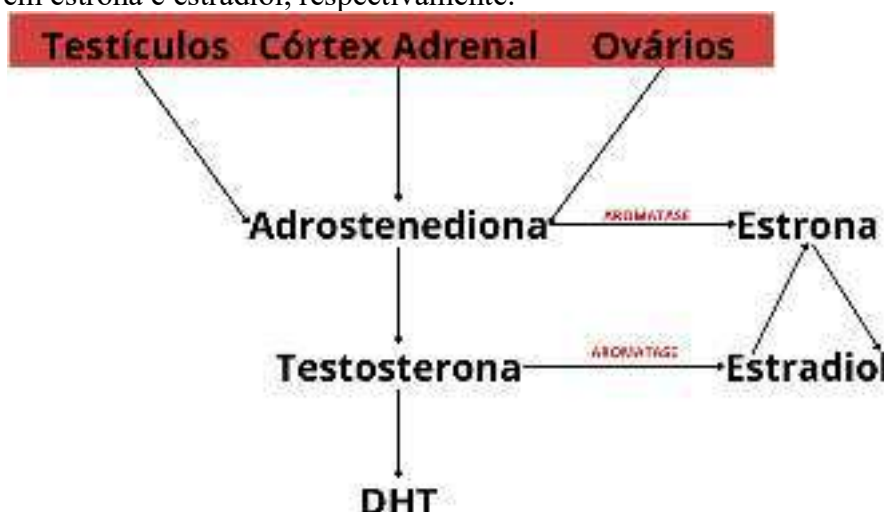 em estrona e estradiol, respectivamente.
Testículos Córtex Adrenal Ovários
Adrostenediona AROMATASE Estrona
Testosterona AROMATASE Estradiol
DHT